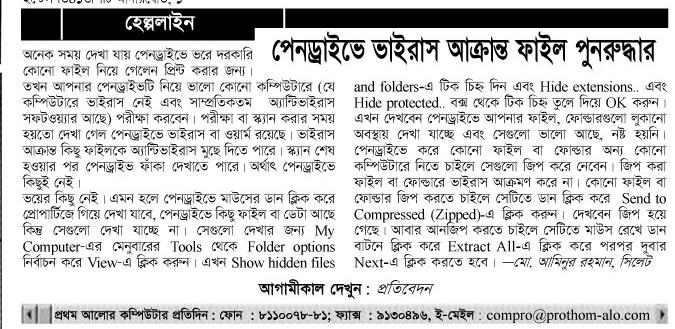 হেল্পলাইন
পেনড্রাইভে ভাইরাস আক্রান্ত ফাইল পুনরুদ্ধার
অনেক সময় দেখা যায় পেনড্রাইভে ভরে দরকারি
কোনো ফাইল নিয়ে গেলেন প্রিন্ট করার জন্য।
তখন আপনার পেনড্রাইভটি নিয়ে ভালো কোনো কম্পিউটারে (যে
কম্পিউটারে ভাইরাস নেই এবং সাম্প্রতিকতম অ্যান্টিভাইরাস
সফটওয়্যার আছে) পরীক্ষা করবেন। পরীক্ষা বা স্ক্যান করার সময়
হয়তো দেখা গেল পেনড্রাইভে ভাইরাস বা ওয়ার্ম রয়েছে। ভাইরাস
আক্রান্ত কিছু ফাইলকে অ্যান্টিভাইরাস মুছে দিতে পারে। স্ক্যান শেষ
হওয়ার পর পেনড্রাইভ ফাঁকা দেখাতে পারে। অর্থাৎ পেনড্রাইভে
কিছুই নেই।
ভয়ের কিছু নেই। এমন হলে পেনড্রাইভে মাউসের ডান ক্লিক করে
প্রোপার্টিজে গিয়ে দেখা যাবে, পেনড্রাইভে কিছু ফাইল বা ডেটা আছে
কিন্তু সেগুলো দেখা যাচ্ছে না। সেগুলো দেখার জন্য My
Computer-এর মেনুবারের Tools থেকে Folder options
নির্বাচন করে View-এ ক্লিক করুন। এখন Show hidden files
and folders-এ টিক চিহ্ন দিন এবং Hide extensions.. এবং
Hide protected.. বক্স থেকে টিক চিহ্ন তুলে দিয়ে OK করুন।
এখন দেখবেন পেনড্রাইভে আপনার ফাইল, ফোল্ডারগুলো লুকানো
অবস্থায় দেখা যাচ্ছে এবং সেগুলো ভালো আছে, নষ্ট হয়নি।
পেনড্রাইভে করে কোনো ফাইল বা ফোল্ডার অন্য কোনো
কম্পিউটারে নিতে চাইলে সেগুলো জিপ করে নেবেন। জিপ করা
ফাইল বা ফোল্ডারে ভাইরাস আক্রমণ করে না। কোনো ফাইল বা
ফোল্ডার জিপ করতে চাইলে সেটিতে ডান ক্লিক করে Send to
Compressed (Zipped)-এ ক্লিক করুন। দেখবেন জিপ হয়ে
গেছে। আবার আনজিপ করতে চাইলে সেটিতে মাউস রেখে ডান
বাটনে ক্লিক করে Extract All-এ ক্লিক করে পরপর দুবার
Next-এ ক্লিক করতে হবে। —মো. আমিনুর রহমান, সিলেট
আগামীকাল দেখুন : প্রতিবেদন
প্রথম আলোর কম্পিউটার প্রতিদিন : ফোন : ৮১১০০৭৮-৮১; ফ্যাক্স : ৯১৩০৪৯৬, ই-মেইল : compro@prothom-alo.com